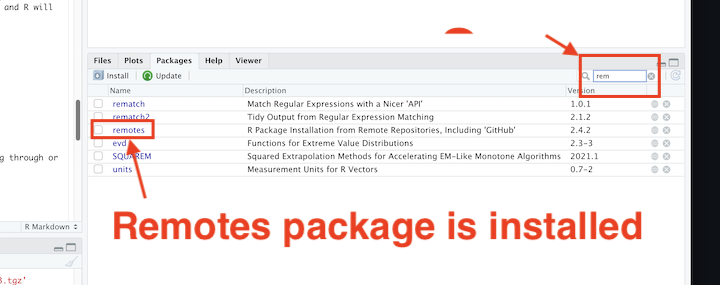 and R will
Files Plots Packages Help Viewer
Install Update rem
Name Description Version
rematch Match Regular Expressions with a Nicer 'API' 1.0.1
rematch2 Tidy Output from Regular Expression Matching 2.1.2
remotes R Package Installation from Remote Repositories, Including 'GitHub' 2.4.2
evd Functions for Extreme Value Distributions 2.3-3
SQUAREM Squared Extrapolation Methods for Accelerating EM-Like Monotone Algorithms 2021.1
units Measurement Units for R Vectors 0.7-2
ng through or
R Markdown
Remotes package is installed
3.tgz'